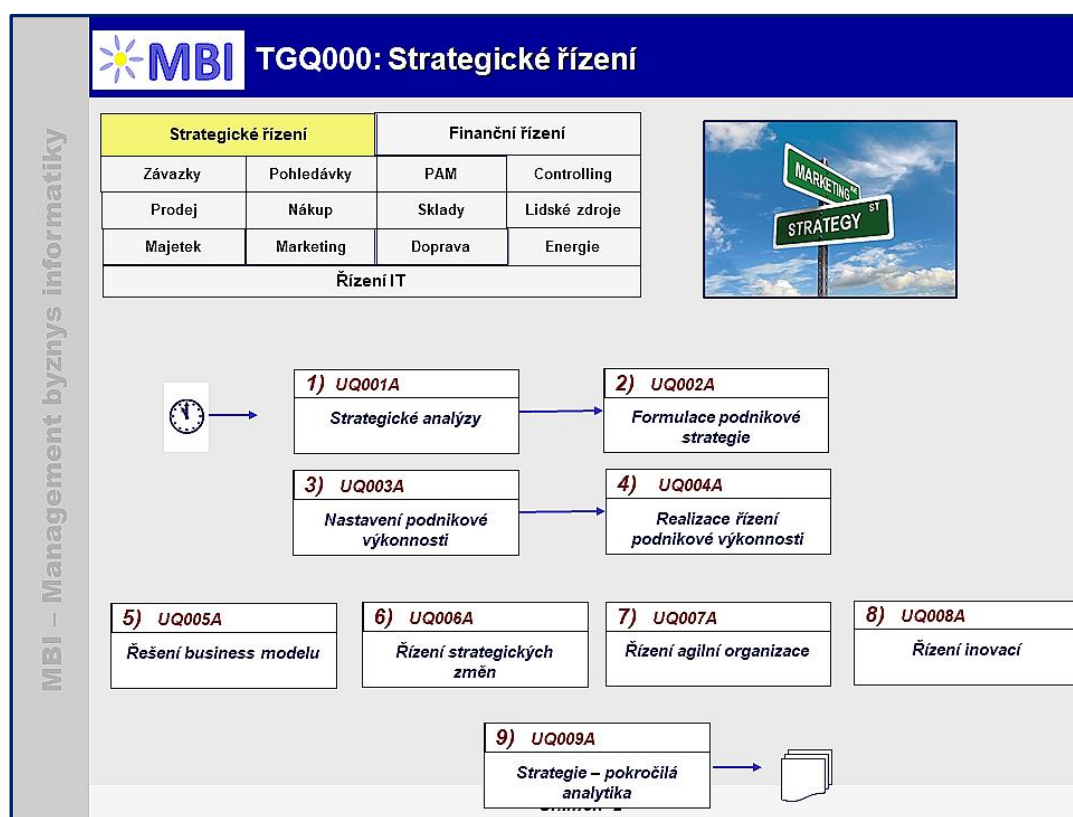 MBI
TGQ000: Strategické řízení
MBI – Management byznys informatiky
Strategické řízení Finanční řízení
Závazky Pohledávky PAM Controlling
Prodej Nákup Sklady Lidské zdroje
Majetek Marketing Doprava Energie
Řízení IT
MARKETING
STRATEGY ST
1) UQ001A
Strategické analýzy
2) UQ002A
Formulace podnikové
strategie
3) UQ003A
Nastavení podnikové
výkonnosti
4) UQ004A
Realizace řízení
podnikové výkonnosti
5) UQ005A
Řešení business modelu
6) UQ006A
Řízení strategických
změn
7) UQ007A
Řízení agilní organizace
8) UQ008A
Řízení inovací
9) UQ009A
Strategie – pokročilá
analytika